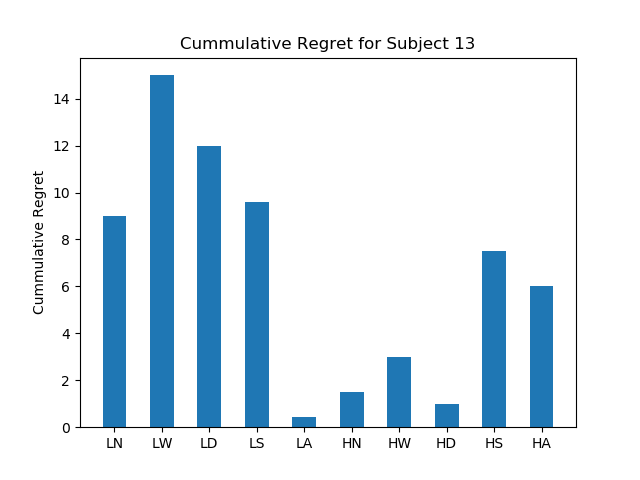 Cummulative Regret for Subject 13
Cummulative Regret
14
12
10
8
6
4
2
0
LN LW LD LS LA HN HW HD HS HA